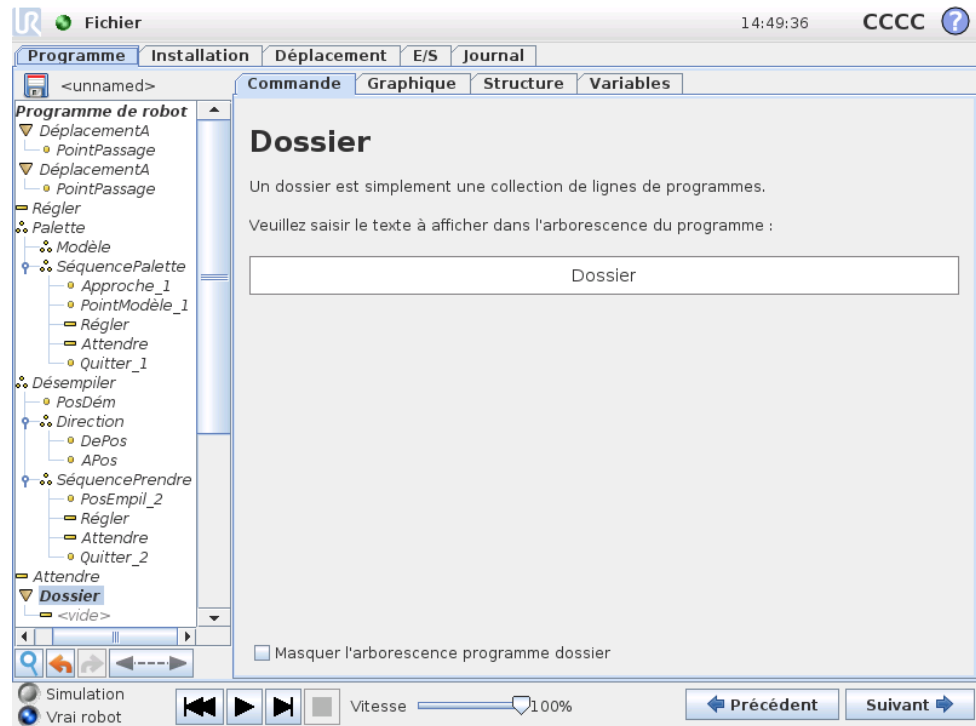 UR Fichier 14:49:36 CCCC ?
Programme Installation Déplacement E/S Journal
<unnamed>
Commande Graphique Structure Variables
Programme de robot
DéplacementA
PointPassage
DéplacementA
PointPassage
Régler
Palette
Modèle
SéquencePalette
Approche_1
PointModèle_1
Régler
Attendre
Quitter_1
Désempiler
PosDém
Direction
DePos
APos
SéquencePrendre
PosEmpil_2
Régler
Attendre
Quitter_2
Attendre
Dossier
<vide>
Dossier
Un dossier est simplement une collection de lignes de programmes.
Veuillez saisir le texte à afficher dans l'arborescence du programme :
Dossier
Masquer l'arborescence programme dossier
Simulation
Vrai robot
Vitesse 100%
Précédent Suivant